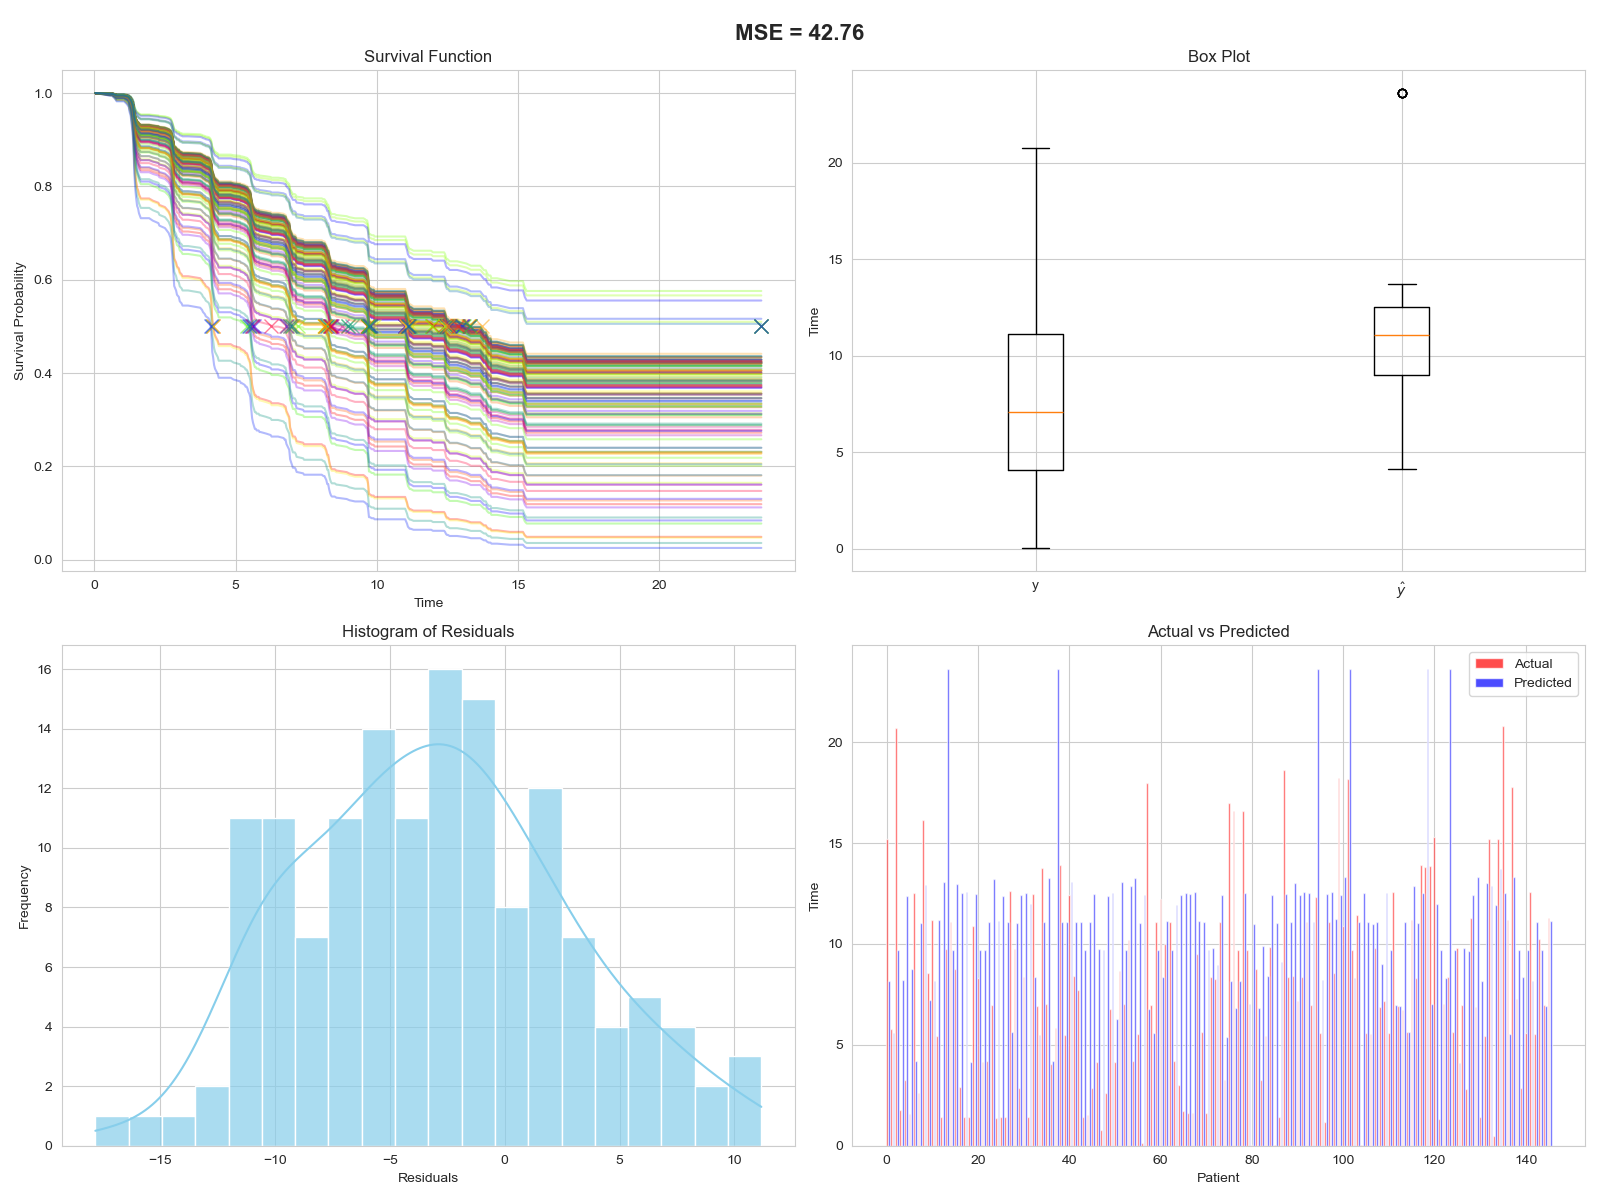 MSE = 42.76
Survival Function
1.0
0.8
0.6
0.4
0.2
0.0
Survival Probability
0 5 10 15 20
Time
Box Plot
20
15
10
5
0
Time
y ŷ
Histogram of Residuals
16
14
12
10
8
6
4
2
0
Frequency
−15 −10 −5 0 5 10
Residuals
Actual vs Predicted
Actual
Predicted
20
15
10
5
0
Time
0 20 40 60 80 100 120 140
Patient